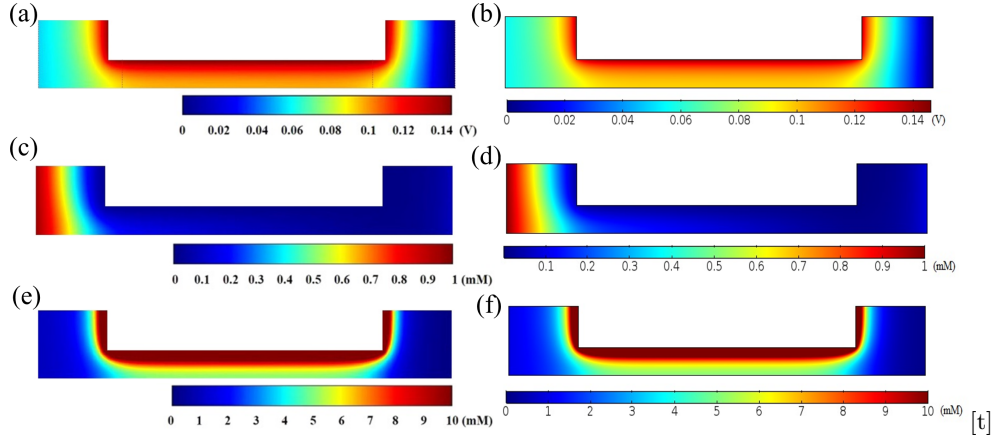 (a) (b)
0 0.02 0.04 0.06 0.08 0.1 0.12 0.14 (V)
0 0.02 0.04 0.06 0.08 0.1 0.12 0.14 (V)
(c) (d)
0 0.1 0.2 0.3 0.4 0.5 0.6 0.7 0.8 0.9 1 (mM)
0.1 0.2 0.3 0.4 0.5 0.6 0.7 0.8 0.9 1 (mM)
(e) (f)
0 1 2 3 4 5 6 7 8 9 10 (mM)
0 1 2 3 4 5 6 7 8 9 10 (mM)
[t]